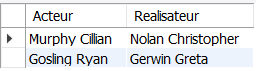 Acteur Realisateur
Murphy Cillian Nolan Christopher
Gosling Ryan Gerwin Greta